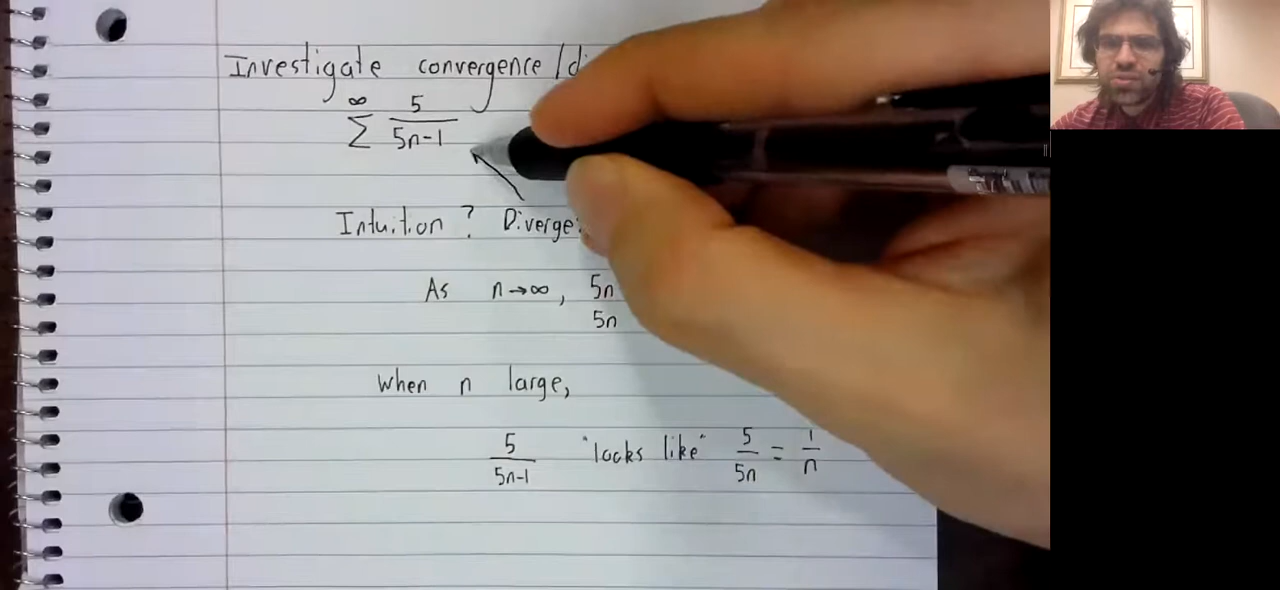 Investigate convergence/di
∞ 5
Σ 5n-1
Intuition? Diverge
As n→∞, 5n
5n
When n large,
5 "looks like" 5 = 1
5n-1 5n n